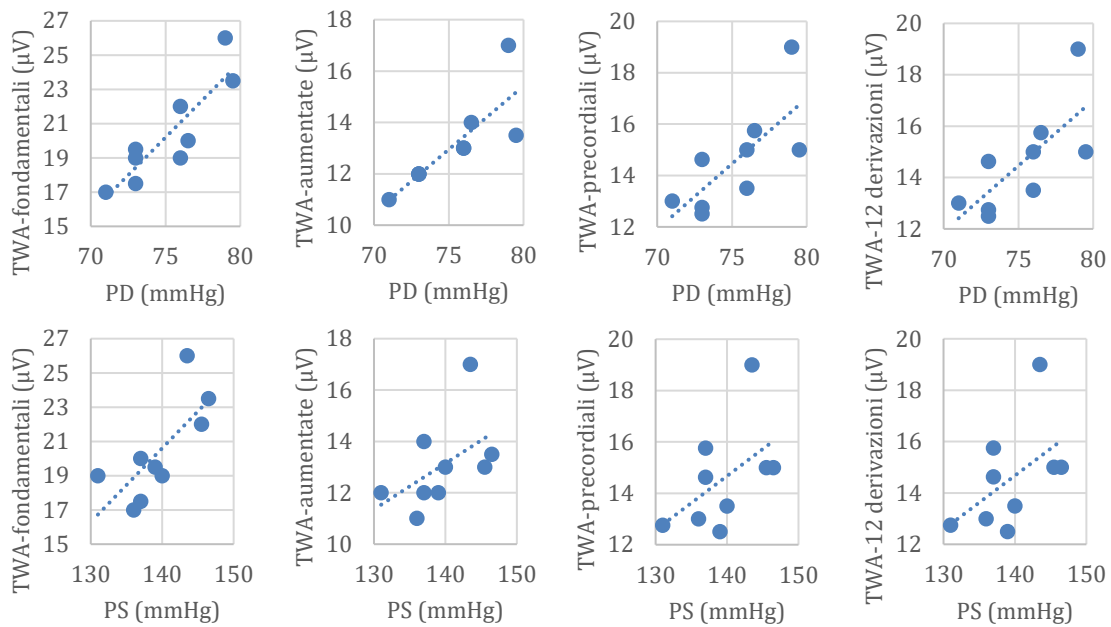 TWA-fondamentali (µV)
27
25
23
21
19
17
15
70 75 80
PD (mmHg)
TWA-aumentate (µV)
18
16
14
12
10
70 75 80
PD (mmHg)
TWA-precordiali (µV)
20
18
16
14
12
70 75 80
PD (mmHg)
TWA-12 derivazioni (µV)
20
18
16
14
12
70 75 80
PD (mmHg)
TWA-fondamentali (µV)
27
25
23
21
19
17
15
130 140 150
PS (mmHg)
TWA-aumentate (µV)
18
16
14
12
10
130 140 150
PS (mmHg)
TWA-precordiali (µV)
20
18
16
14
12
130 140 150
PS (mmHg)
TWA-12 derivazioni (µV)
20
18
16
14
12
130 140 150
PS (mmHg)